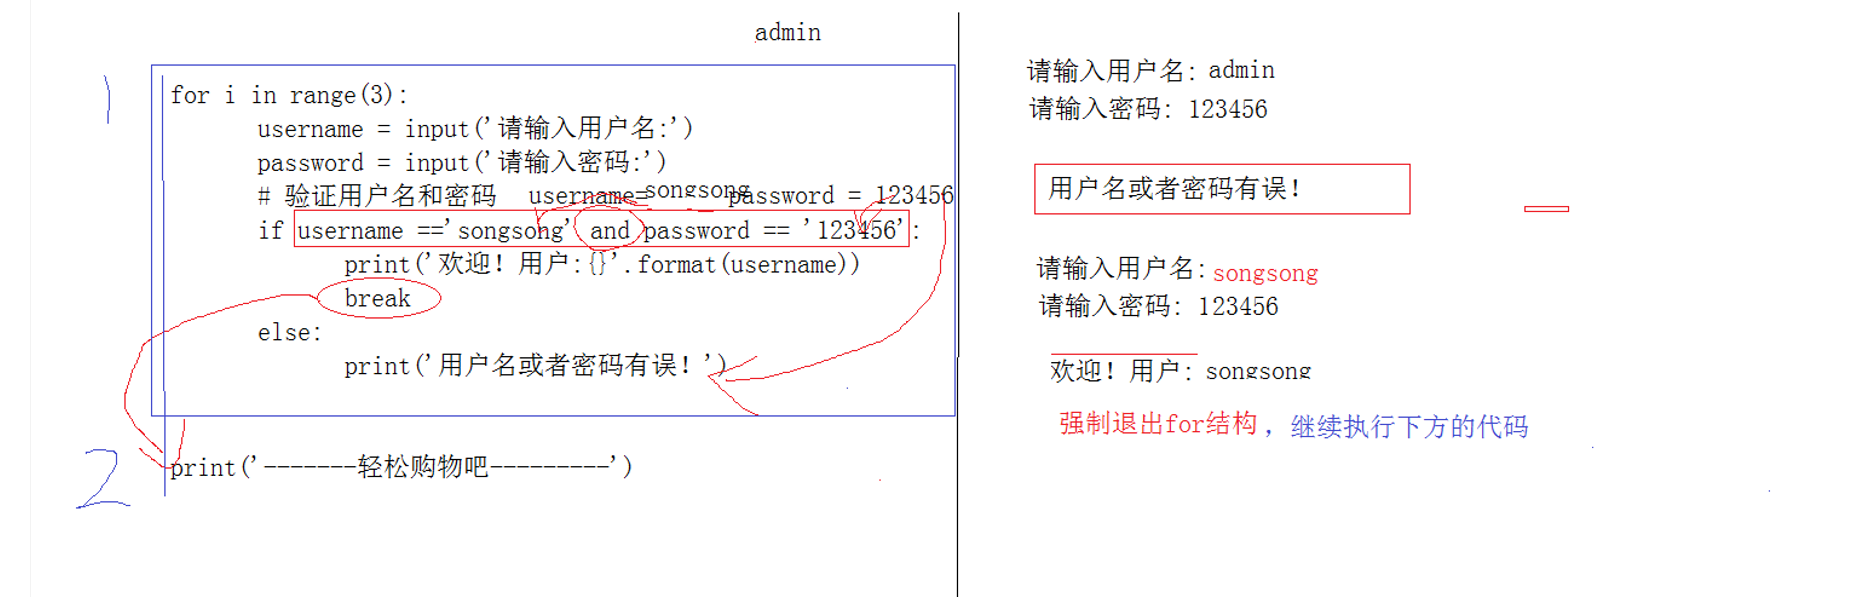 admin
1
for i in range(3):
username = input('请输入用户名:')
password = input('请输入密码:')
# 验证用户名和密码 username=songsong password = 123456
if username =='songsong' and password == '123456':
print('欢迎！用户:{}'.format(username))
break
else:
print('用户名或者密码有误！')
2
print('-------轻松购物吧---------')
请输入用户名: admin
请输入密码: 123456
用户名或者密码有误！
请输入用户名: songsong
请输入密码: 123456
欢迎！用户: songsong
强制退出for结构，继续执行下方的代码